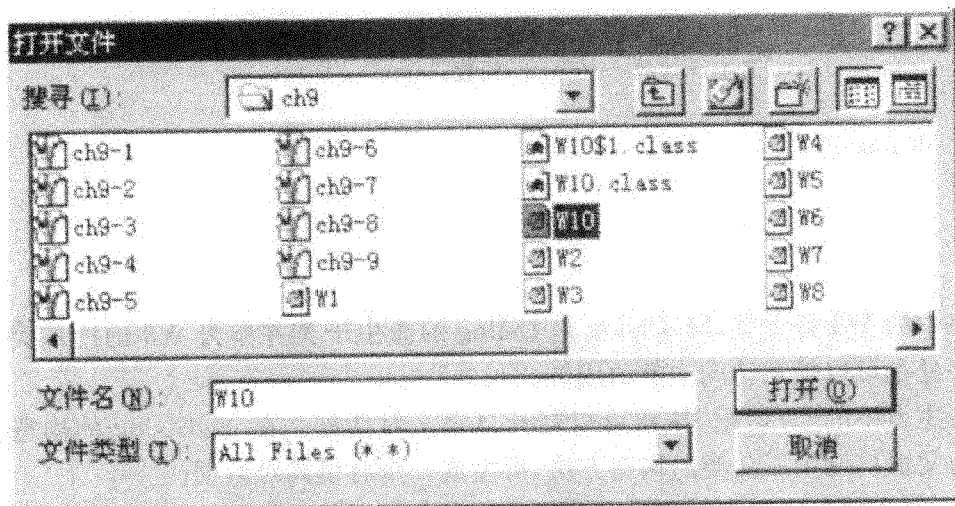 打开文件
搜寻(I): ch9
ch9-1 ch9-6 W10$1.class W4
ch9-2 ch9-7 W10.class W5
ch9-3 ch9-8 W10 W6
ch9-4 ch9-9 W2 W7
ch9-5 W1 W3 W8
文件名(N): W10 打开(O)
文件类型(T): All Files (*.*) 取消